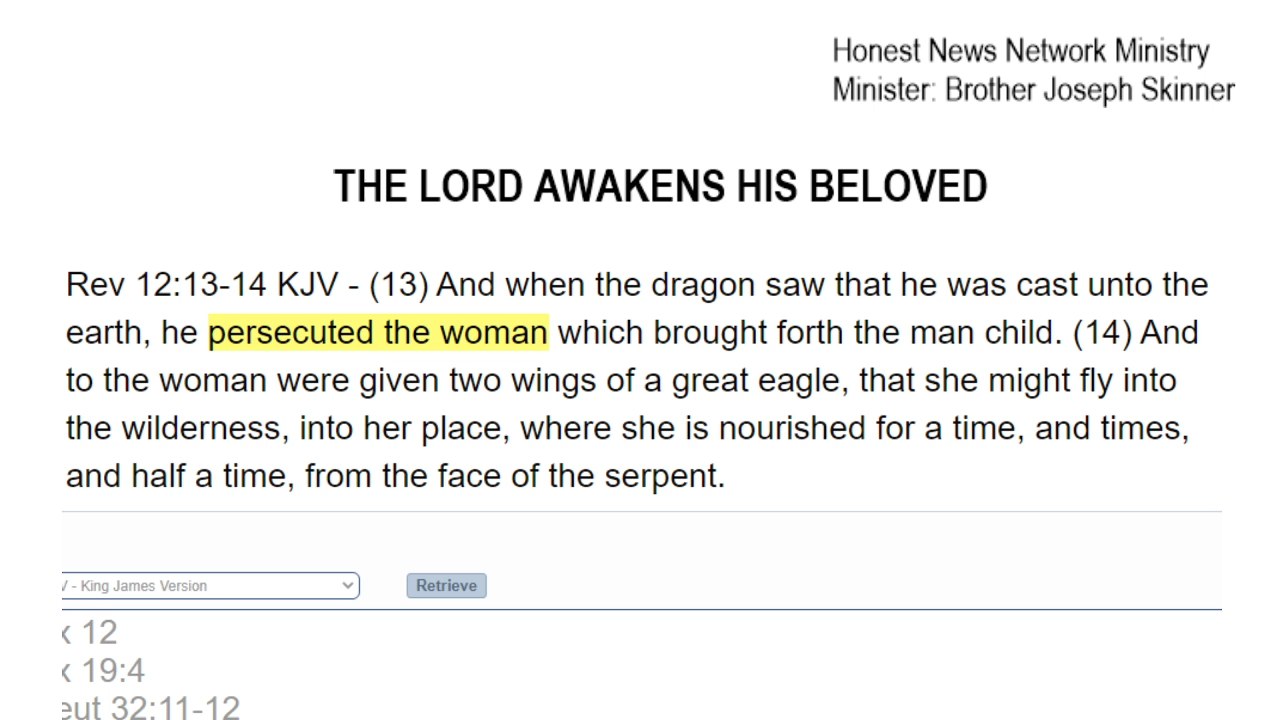 Honest News Network Ministry
Minister: Brother Joseph Skinner
THE LORD AWAKENS HIS BELOVED
Rev 12:13-14 KJV - (13) And when the dragon saw that he was cast unto the
earth, he persecuted the woman which brought forth the man child. (14) And
to the woman were given two wings of a great eagle, that she might fly into
the wilderness, into her place, where she is nourished for a time, and times,
and half a time, from the face of the serpent.
V - King James Version
Retrieve
x 12
x 19:4
eut 32:11-12